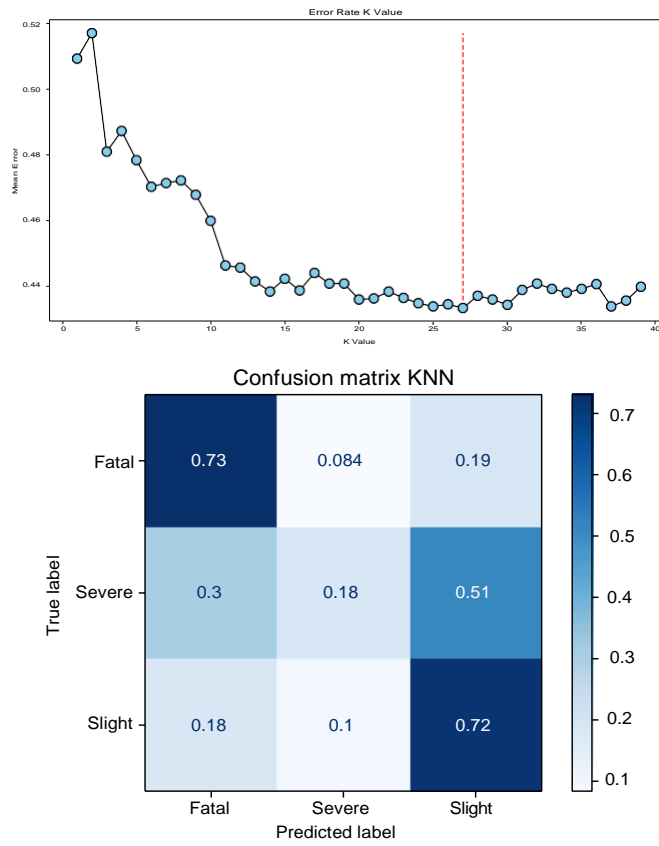 Error Rate K Value
0.52
0.50
0.48
0.46
0.44
Mean Error
0 5 10 15 20 25 30 35 40
K Value
Confusion matrix KNN
Fatal 0.73 0.084 0.19
Severe 0.3 0.18 0.51
Slight 0.18 0.1 0.72
True label
Fatal Severe Slight
Predicted label
0.7
0.6
0.5
0.4
0.3
0.2
0.1